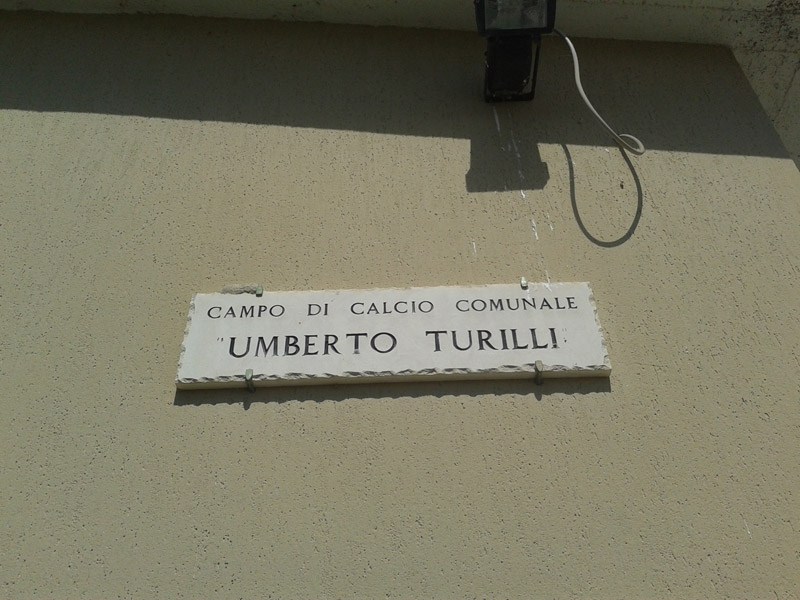 CAMPO DI CALCIO COMUNALE
"UMBERTO TURILLI"